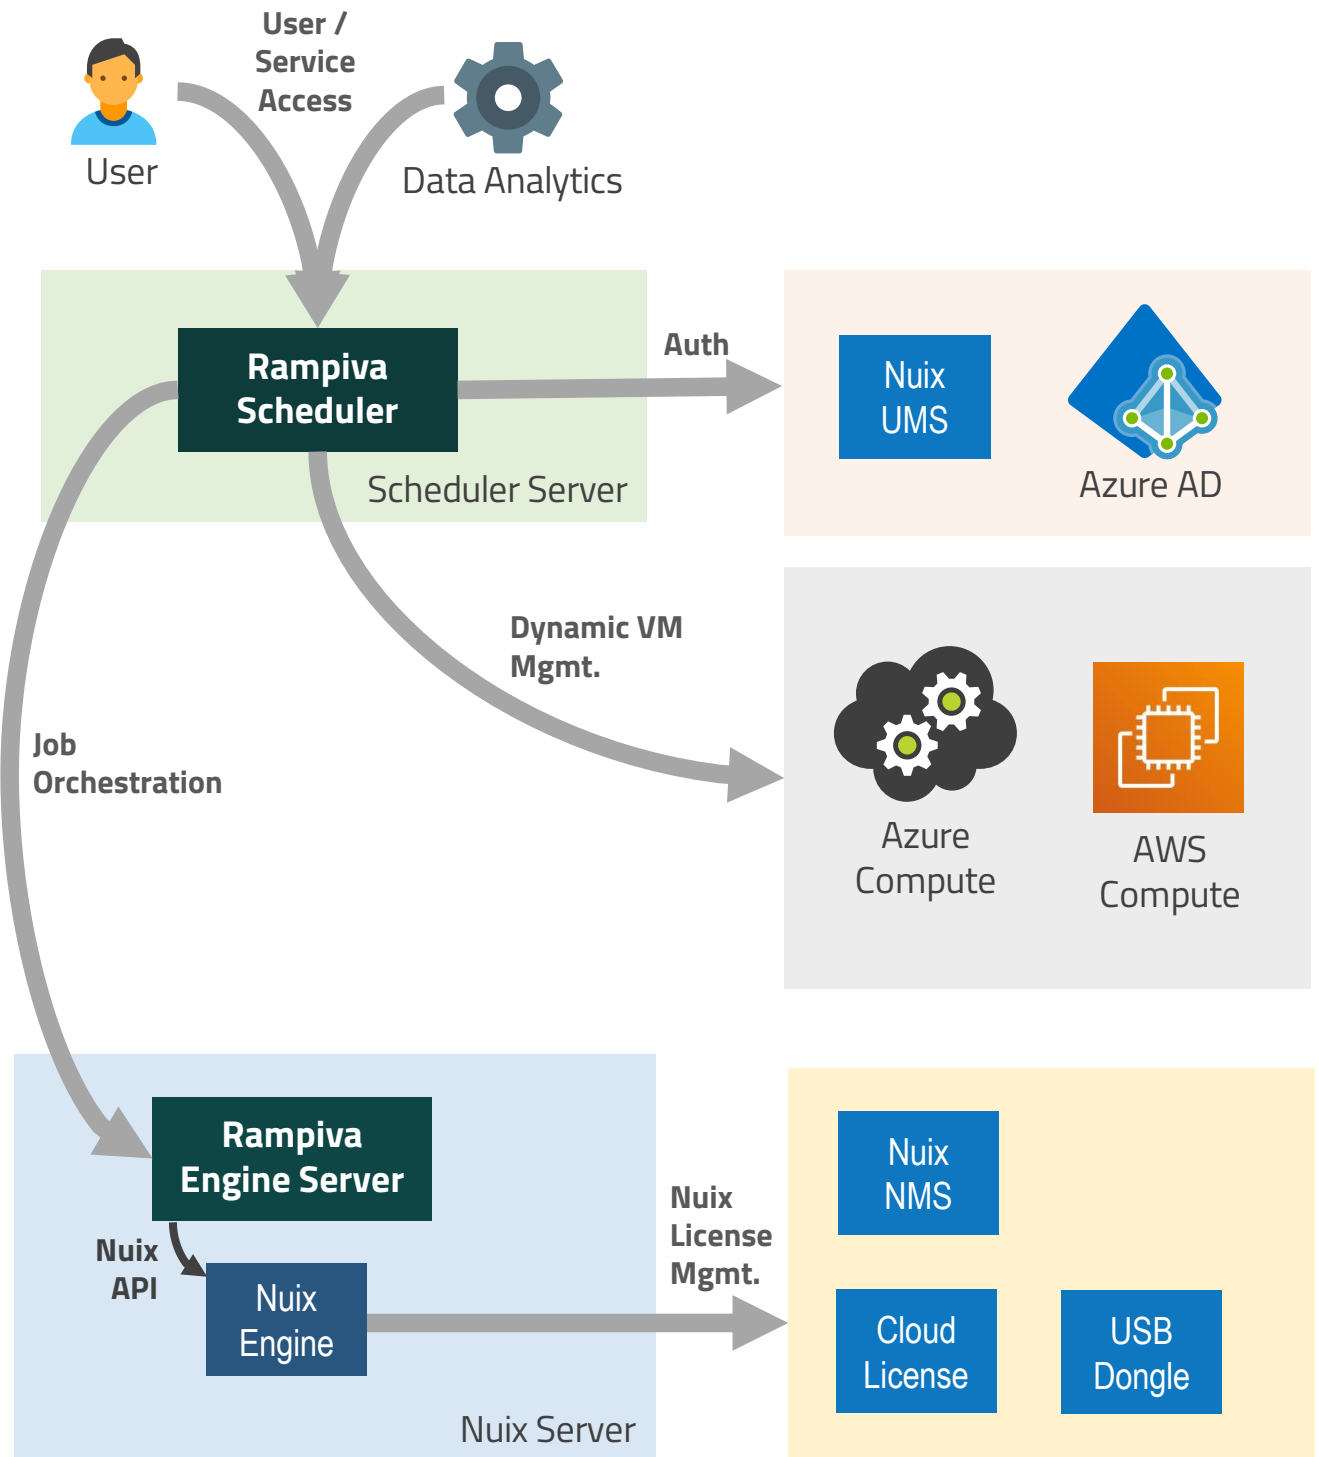 User /
Service
Access
User
Data Analytics
Rampiva
Scheduler
Scheduler Server
Auth
Nuix
UMS
Azure AD
Dynamic VM
Mgmt.
Azure
Compute
AWS
Compute
Job
Orchestration
Rampiva
Engine Server
Nuix
API
Nuix
Engine
Nuix Server
Nuix
License
Mgmt.
Nuix
NMS
Cloud
License
USB
Dongle